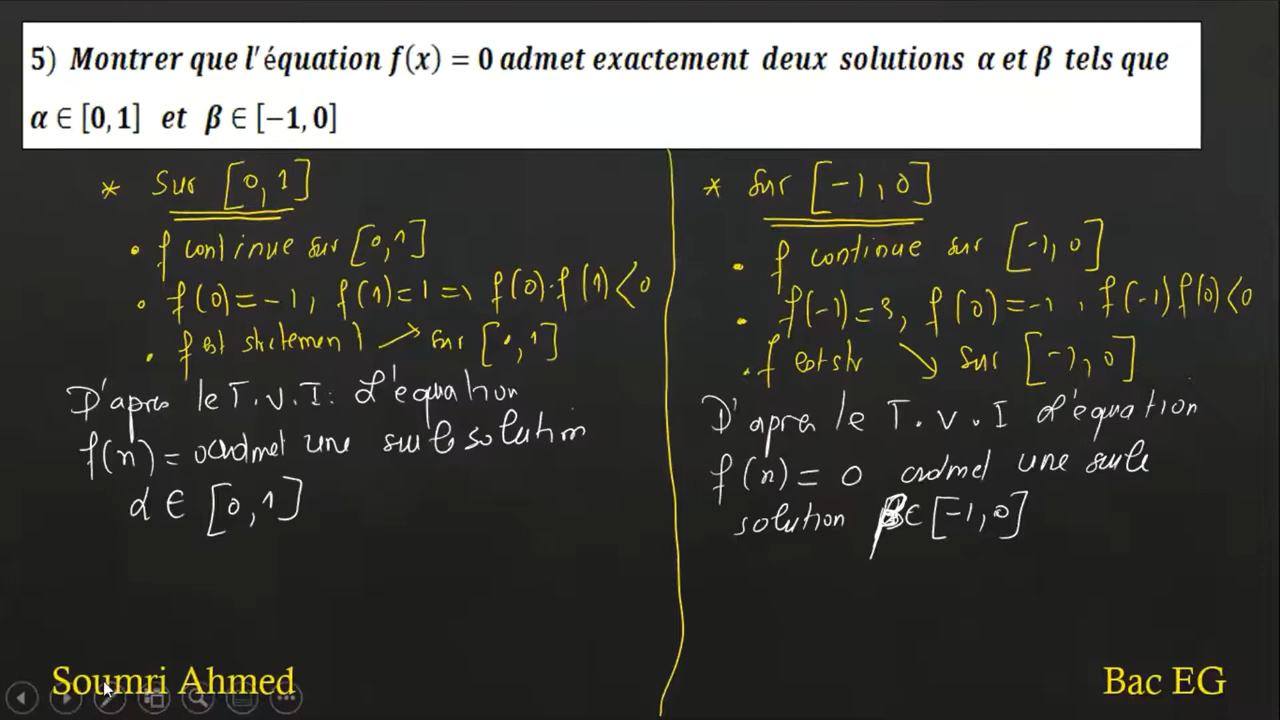 5) Montrer que l'équation f(x) = 0 admet exactement deux solutions α et β tels que
α ∈ [0,1] et β ∈ [−1,0]
* Sur [0,1]
• f continue sur [0,1]
• f(0)=-1, f(1)=1 => f(0)·f(1)<0
• f est strictement ↗ sur [0,1]
D'apres le T.V.I: L'équation
f(x)=0 admet une seule solution
α ∈ [0,1]
* Sur [-1,0]
• f continue sur [-1,0]
• f(-1)=3, f(0)=-1, f(-1)f(0)<0
• f est str ↘ sur [-1,0]
D'apres le T.V.I L'équation
f(x)=0 admet une seule
solution β∈[-1,0]
Soumri Ahmed
Bac EG